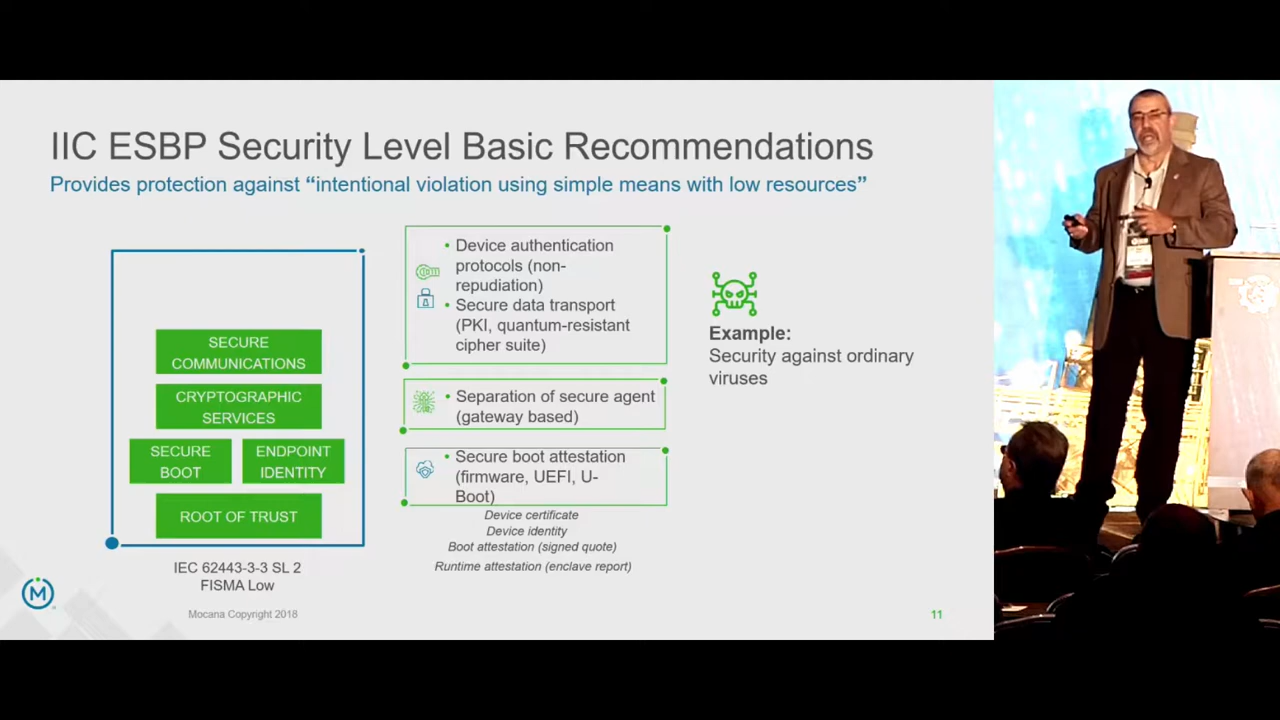 IIC ESBP Security Level Basic Recommendations
Provides protection against “intentional violation using simple means with low resources”
SECURE
COMMUNICATIONS
CRYPTOGRAPHIC
SERVICES
SECURE
BOOT
ENDPOINT
IDENTITY
ROOT OF TRUST
IEC 62443-3-3 SL 2
FISMA Low
• Device authentication
protocols (non-
repudiation)
• Secure data transport
(PKI, quantum-resistant
cipher suite)
• Separation of secure agent
(gateway based)
• Secure boot attestation
(firmware, UEFI, U-
Boot)
Device certificate
Device identity
Boot attestation (signed quote)
Runtime attestation (enclave report)
Example:
Security against ordinary
viruses
M
Mocana Copyright 2018
11